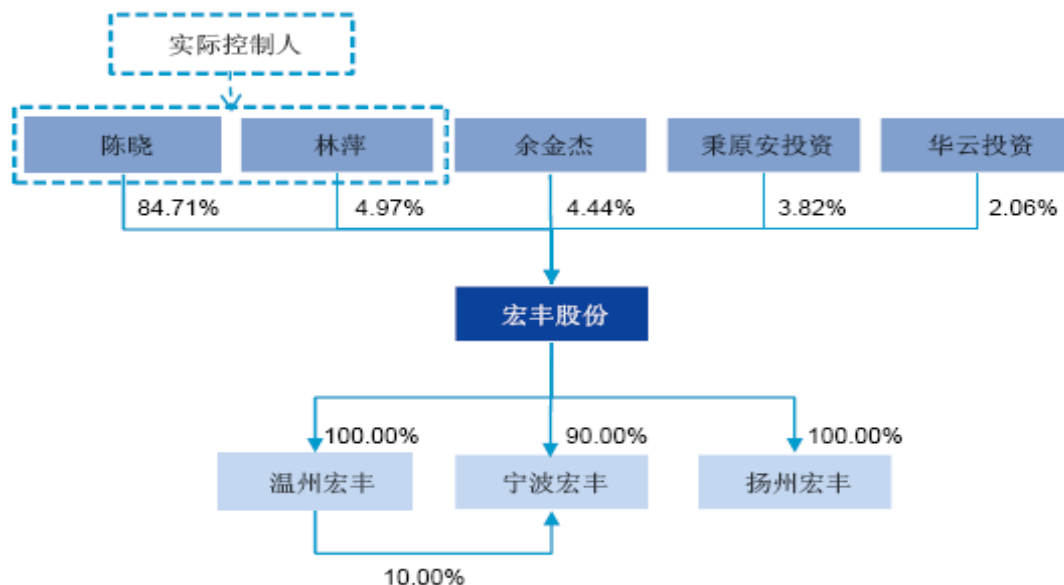 实际控制人
陈晓
林萍
余金杰
秉原安投资
华云投资
84.71%
4.97%
4.44%
3.82%
2.06%
宏丰股份
100.00%
90.00%
100.00%
温州宏丰
宁波宏丰
扬州宏丰
10.00%